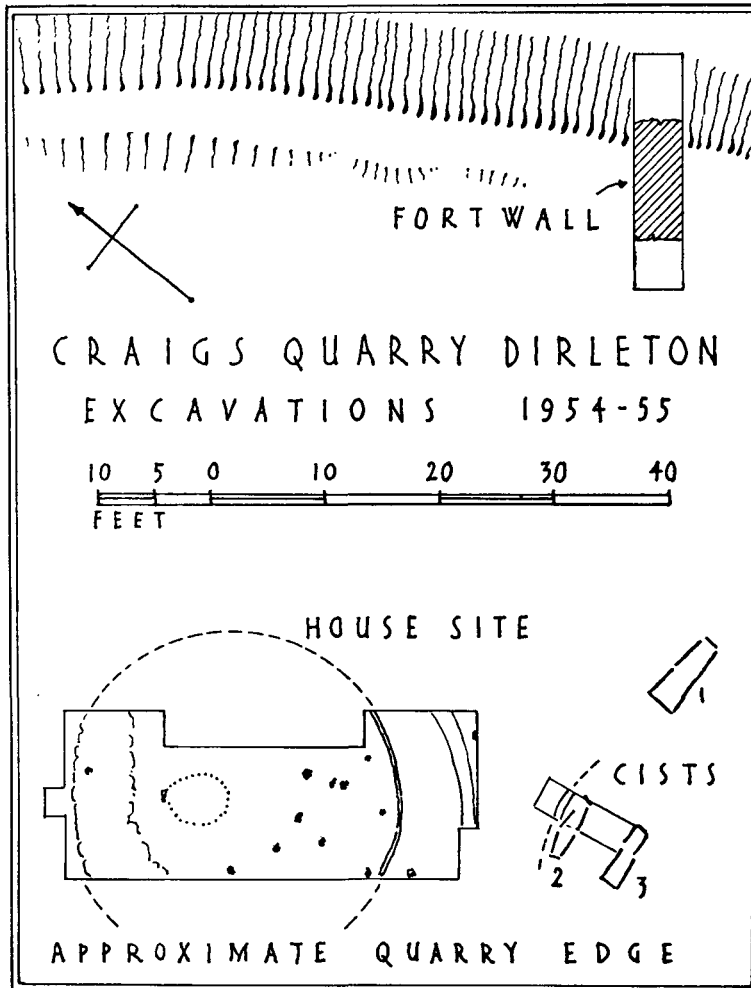 FORT WALL
CRAIGS QUARRY DIRLETON
EXCAVATIONS 1954-55
10 5 0 10 20 30 40
FEET
HOUSE SITE
1
CISTS
2 3
APPROXIMATE QUARRY EDGE